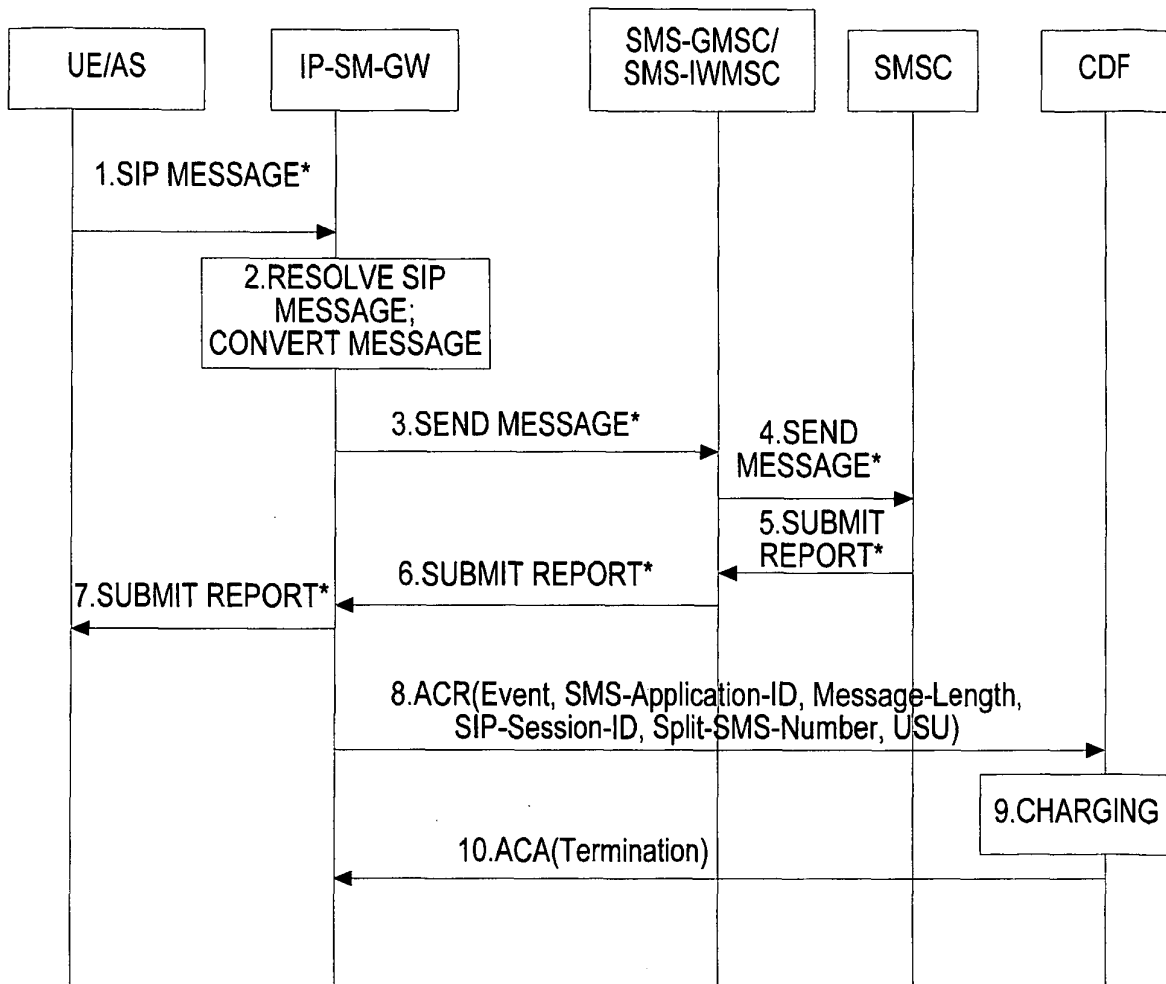 UE/AS
IP-SM-GW
SMS-GMSC/
SMS-IWMSC
SMSC
CDF
1.SIP MESSAGE*
2.RESOLVE SIP
MESSAGE;
CONVERT MESSAGE
3.SEND MESSAGE*
4.SEND
MESSAGE*
5.SUBMIT
REPORT*
6.SUBMIT REPORT*
7.SUBMIT REPORT*
8.ACR(Event, SMS-Application-ID, Message-Length,
SIP-Session-ID, Split-SMS-Number, USU)
9.CHARGING
10.ACA(Termination)